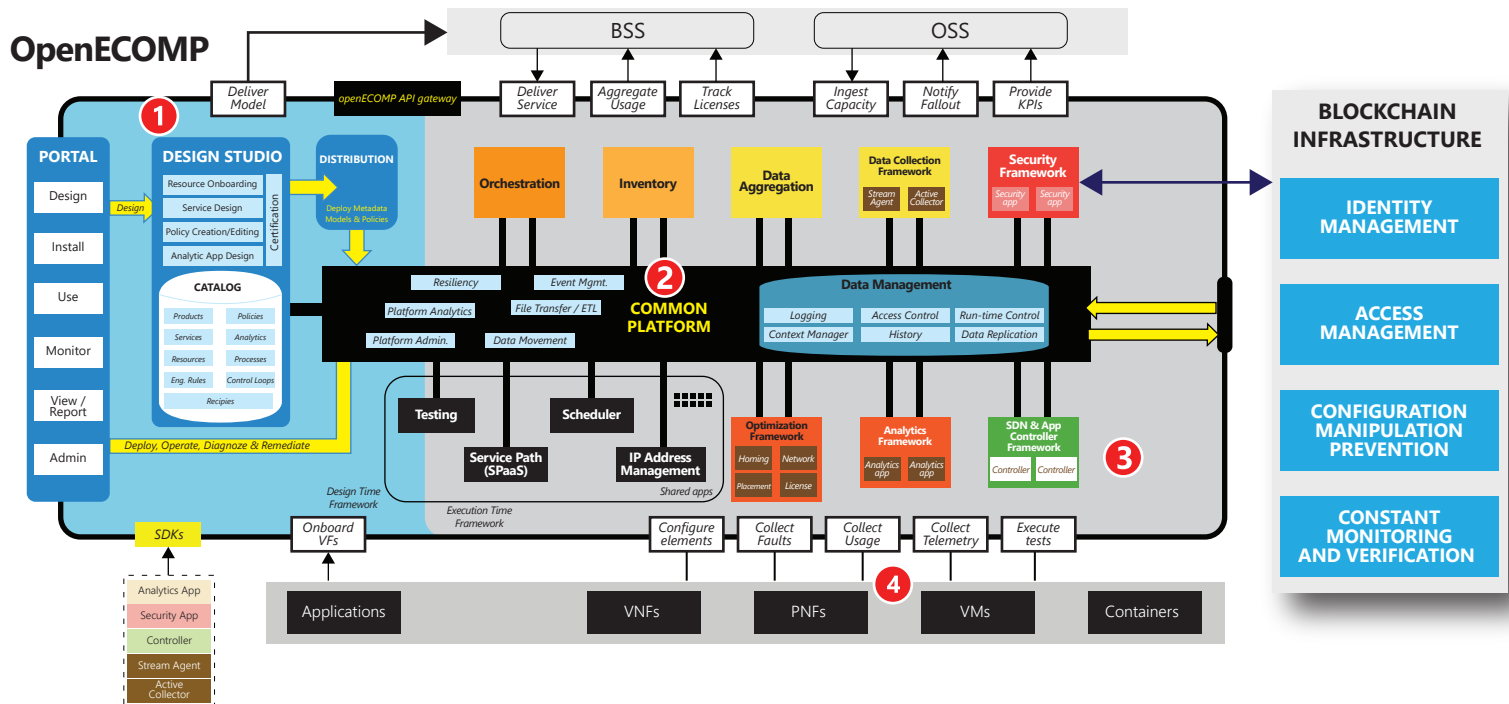 OpenECOMP
BSS
OSS
Deliver
Model
openECOMP API gateway
Deliver
Service
Aggregate
Usage
Track
Licenses
Ingest
Capacity
Notify
Fallout
Provide
KPIs
1
PORTAL
Design
Install
Use
Monitor
View /
Report
Admin
Design
DESIGN STUDIO
Resource Onboarding
Service Design
Policy Creation/Editing
Analytic App Design
Certification
CATALOG
Products
Policies
Services
Analytics
Resources
Processes
Eng. Rules
Control Loops
Recipies
DISTRIBUTION
Deploy Metadata
Models & Policies
Orchestration
Inventory
Data
Aggregation
Data Collection
Framework
Stream
Agent
Active
Collector
Security
Framework
Security
app
Security
app
Resiliency
Event Mgmt.
Platform Analytics
File Transfer / ETL
Platform Admin.
Data Movement
2
COMMON
PLATFORM
Data Management
Logging
Access Control
Run-time Control
Context Manager
History
Data Replication
Deploy, Operate, Diagnoze & Remediate
Testing
Scheduler
Service Path
(SPaaS)
IP Address
Management
Shared apps
Design Time
Framework
Execution Time
Framework
Optimization
Framework
Homing
Network
Placement
License
Analytics
Framework
Analytics
app
Analytics
app
SDN & App
Controller
Framework
Controller
Controller
3
SDKs
Onboard
VFs
Configure
elements
Collect
Faults
Collect
Usage
Collect
Telemetry
Execute
tests
4
Analytics App
Security App
Controller
Stream Agent
Active
Collector
Applications
VNFs
PNFs
VMs
Containers
BLOCKCHAIN
INFRASTRUCTURE
IDENTITY
MANAGEMENT
ACCESS
MANAGEMENT
CONFIGURATION
MANIPULATION
PREVENTION
CONSTANT
MONITORING
AND VERIFICATION